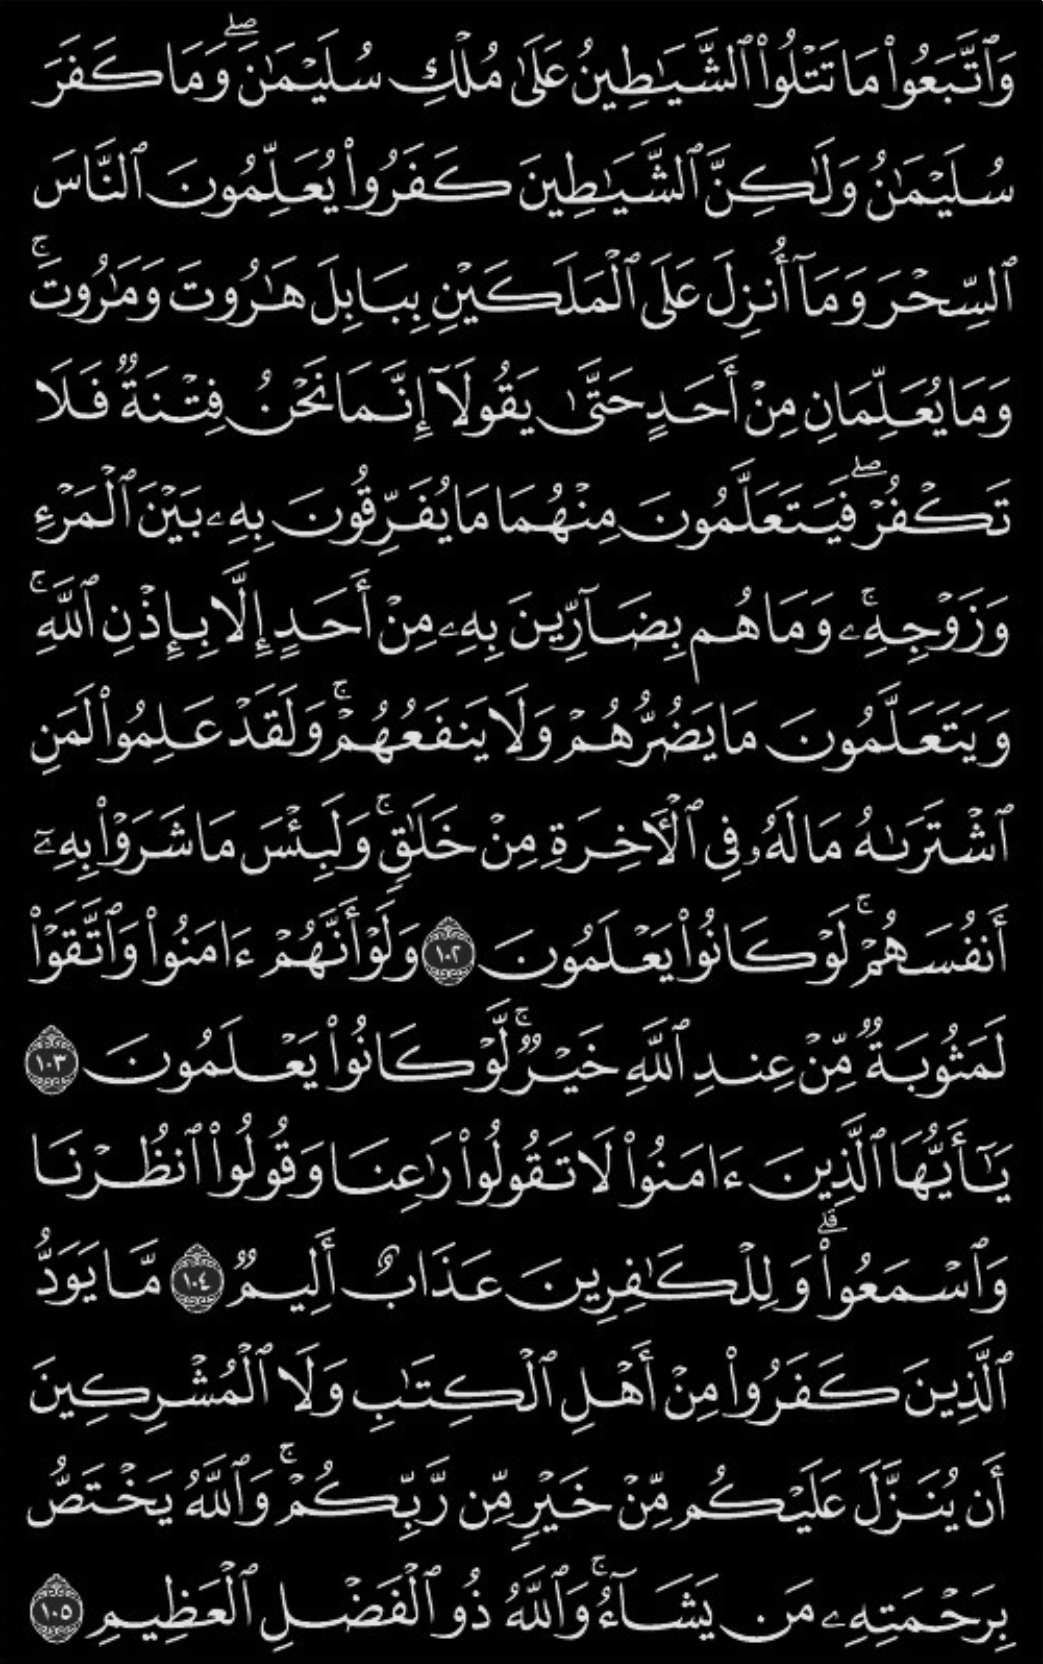 وَٱتَّبَعُوا۟ مَا تَتْلُوا۟ ٱلشَّيَـٰطِينُ عَلَىٰ مُلْكِ سُلَيْمَـٰنَ ۖ وَمَا كَفَرَ
سُلَيْمَـٰنُ وَلَـٰكِنَّ ٱلشَّيَـٰطِينَ كَفَرُوا۟ يُعَلِّمُونَ ٱلنَّاسَ
ٱلسِّحْرَ وَمَآ أُنزِلَ عَلَى ٱلْمَلَكَيْنِ بِبَابِلَ هَـٰرُوتَ وَمَـٰرُوتَ ۚ
وَمَا يُعَلِّمَانِ مِنْ أَحَدٍ حَتَّىٰ يَقُولَآ إِنَّمَا نَحْنُ فِتْنَةٌ فَلَا
تَكْفُرْ ۖ فَيَتَعَلَّمُونَ مِنْهُمَا مَا يُفَرِّقُونَ بِهِۦ بَيْنَ ٱلْمَرْءِ
وَزَوْجِهِۦ ۚ وَمَا هُم بِضَآرِّينَ بِهِۦ مِنْ أَحَدٍ إِلَّا بِإِذْنِ ٱللَّهِ ۚ
وَيَتَعَلَّمُونَ مَا يَضُرُّهُمْ وَلَا يَنفَعُهُمْ ۚ وَلَقَدْ عَلِمُوا۟ لَمَنِ
ٱشْتَرَىٰهُ مَا لَهُۥ فِى ٱلْـَٔاخِرَةِ مِنْ خَلَـٰقٍ ۚ وَلَبِئْسَ مَا شَرَوْا۟ بِهِۦٓ
أَنفُسَهُمْ ۚ لَوْ كَانُوا۟ يَعْلَمُونَ ١٠٢ وَلَوْ أَنَّهُمْ ءَامَنُوا۟ وَٱتَّقَوْا۟
لَمَثُوبَةٌ مِّنْ عِندِ ٱللَّهِ خَيْرٌ ۖ لَّوْ كَانُوا۟ يَعْلَمُونَ ١٠٣
يَـٰٓأَيُّهَا ٱلَّذِينَ ءَامَنُوا۟ لَا تَقُولُوا۟ رَٰعِنَا وَقُولُوا۟ ٱنظُرْنَا
وَٱسْمَعُوا۟ ۗ وَلِلْكَـٰفِرِينَ عَذَابٌ أَلِيمٌ ١٠٤ مَّا يَوَدُّ
ٱلَّذِينَ كَفَرُوا۟ مِنْ أَهْلِ ٱلْكِتَـٰبِ وَلَا ٱلْمُشْرِكِينَ
أَن يُنَزَّلَ عَلَيْكُم مِّنْ خَيْرٍ مِّن رَّبِّكُمْ ۚ وَٱللَّهُ يَخْتَصُّ
بِرَحْمَتِهِۦ مَن يَشَآءُ ۚ وَٱللَّهُ ذُو ٱلْفَضْلِ ٱلْعَظِيمِ ١٠٥